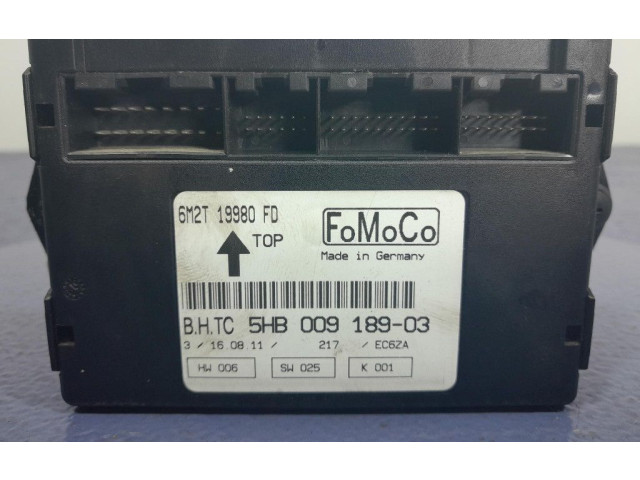 6M2T 19980 FD
FoMoCo
TOP
Made in Germany
B.H.TC 5HB 009 189-03
3 / 16.08.11 / 217 / EC6ZA
HW 006 SW 025 K 001